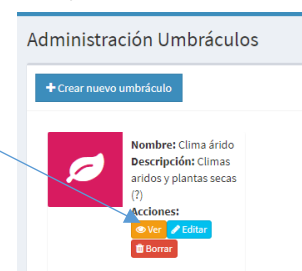 Administración Umbráculos
+ Crear nuevo umbráculo
Nombre: Clima árido
Descripción: Climas
aridos y plantas secas
(?)
Acciones:
Ver Editar
Borrar